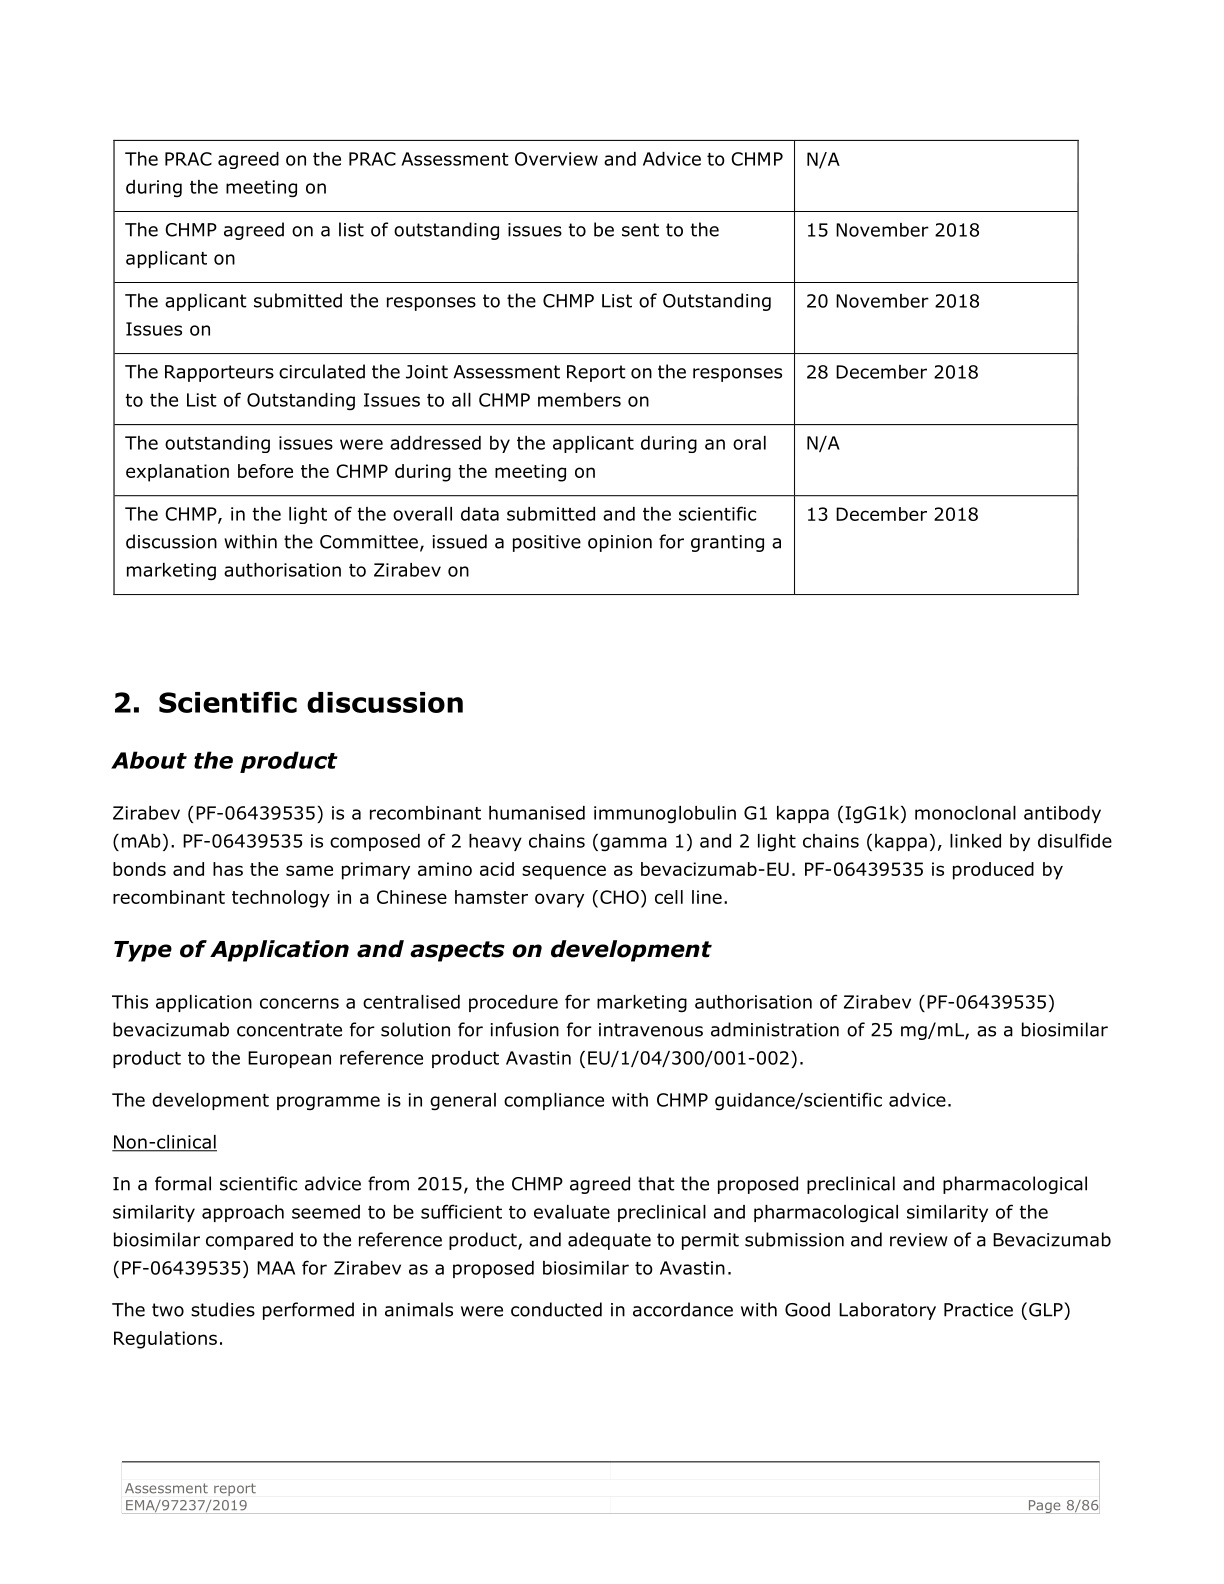 The PRAC agreed on the PRAC Assessment Overview and Advice to CHMP
during the meeting on
N/A
The CHMP agreed on a list of outstanding issues to be sent to the
applicant on
15 November 2018
The applicant submitted the responses to the CHMP List of Outstanding
Issues on
20 November 2018
The Rapporteurs circulated the Joint Assessment Report on the responses
to the List of Outstanding Issues to all CHMP members on
28 December 2018
The outstanding issues were addressed by the applicant during an oral
explanation before the CHMP during the meeting on
N/A
The CHMP, in the light of the overall data submitted and the scientific
discussion within the Committee, issued a positive opinion for granting a
marketing authorisation to Zirabev on
13 December 2018
2. Scientific discussion
About the product
Zirabev (PF-06439535) is a recombinant humanised immunoglobulin G1 kappa (IgG1k) monoclonal antibody
(mAb). PF-06439535 is composed of 2 heavy chains (gamma 1) and 2 light chains (kappa), linked by disulfide
bonds and has the same primary amino acid sequence as bevacizumab-EU. PF-06439535 is produced by
recombinant technology in a Chinese hamster ovary (CHO) cell line.
Type of Application and aspects on development
This application concerns a centralised procedure for marketing authorisation of Zirabev (PF-06439535)
bevacizumab concentrate for solution for infusion for intravenous administration of 25 mg/mL, as a biosimilar
product to the European reference product Avastin (EU/1/04/300/001-002).
The development programme is in general compliance with CHMP guidance/scientific advice.
Non-clinical
In a formal scientific advice from 2015, the CHMP agreed that the proposed preclinical and pharmacological
similarity approach seemed to be sufficient to evaluate preclinical and pharmacological similarity of the
biosimilar compared to the reference product, and adequate to permit submission and review of a Bevacizumab
(PF-06439535) MAA for Zirabev as a proposed biosimilar to Avastin.
The two studies performed in animals were conducted in accordance with Good Laboratory Practice (GLP)
Regulations.
Assessment report
EMA/97237/2019
Page 8/86